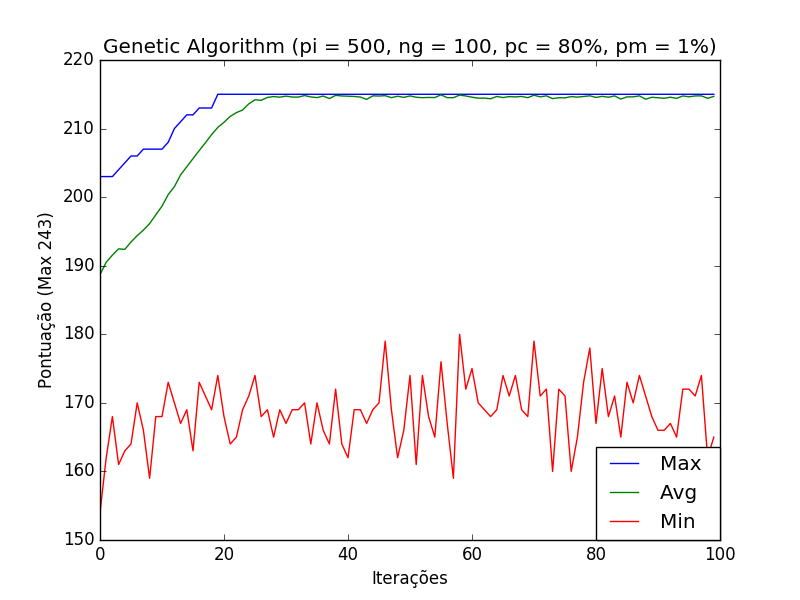 Genetic Algorithm (pi = 500, ng = 100, pc = 80%, pm = 1%)
220
210
200
190
180
170
160
150
Pontuação (Max 243)
0 20 40 60 80 100
Iterações
Max
Avg
Min